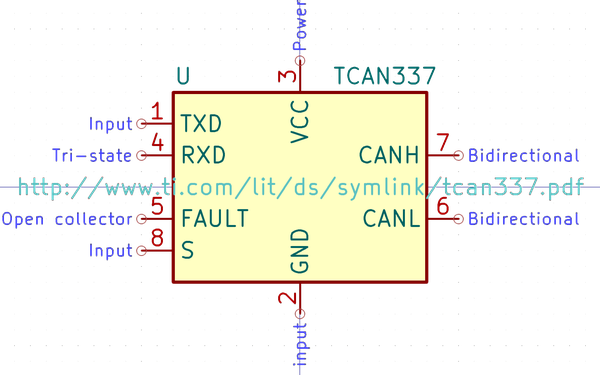 Power
3
U TCAN337
VCC
Input 1 TXD
Tri-state 4 RXD CANH 7 Bidirectional
http://www.ti.com/lit/ds/symlink/tcan337.pdf
Open collector 5 FAULT CANL 6 Bidirectional
Input 8 S
GND
2
input